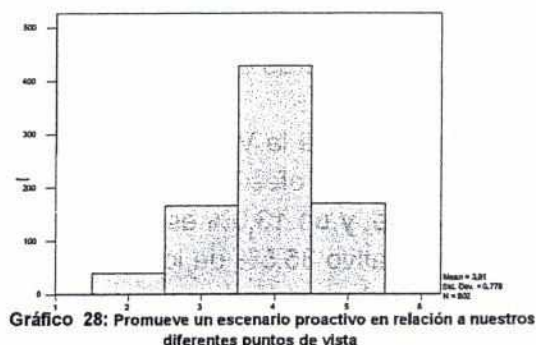 500
400
300
200
100
0
1 2 3 4 5 6
Mean = 3,91
Std. Dev. = 0,778
N = 802
Gráfico 28: Promueve un escenario proactivo en relación a nuestros
diferentes puntos de vista